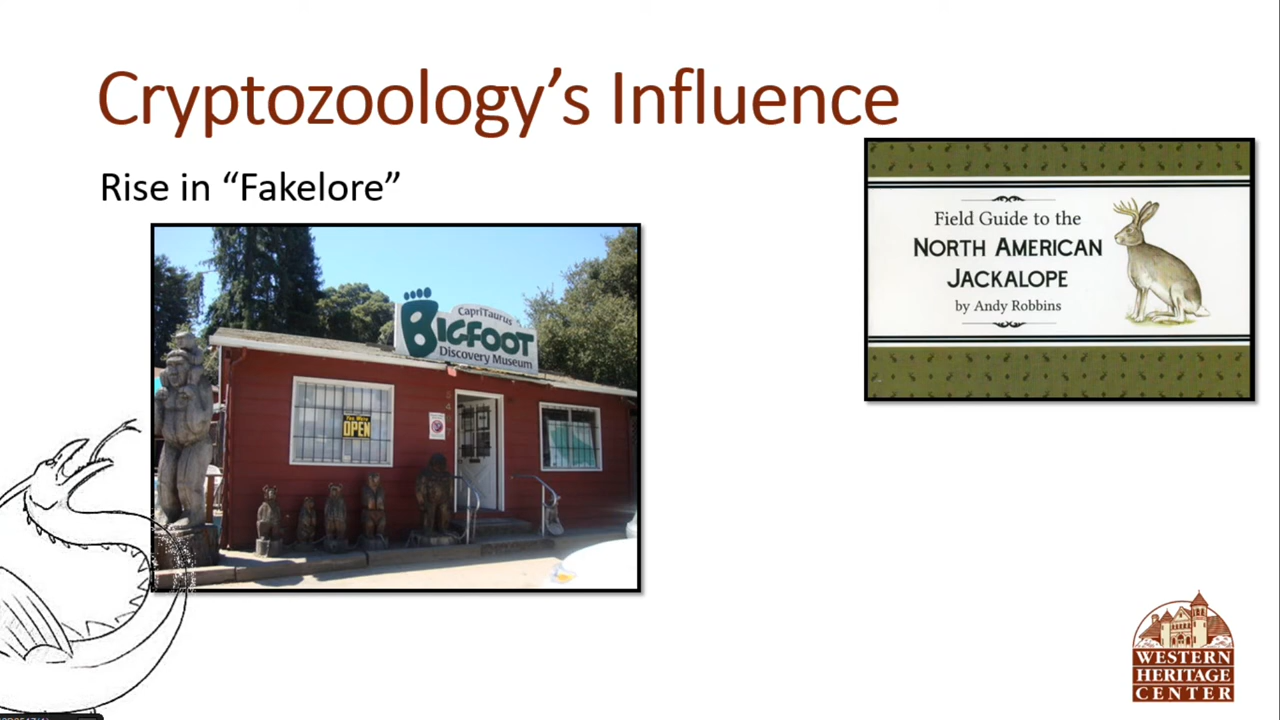 Cryptozoology’s Influence
Rise in “Fakelore”
CapriTaurus
BIGFOOT
Discovery Museum
OPEN
Field Guide to the
NORTH AMERICAN
JACKALOPE
by Andy Robbins
WESTERN
HERITAGE
CENTER